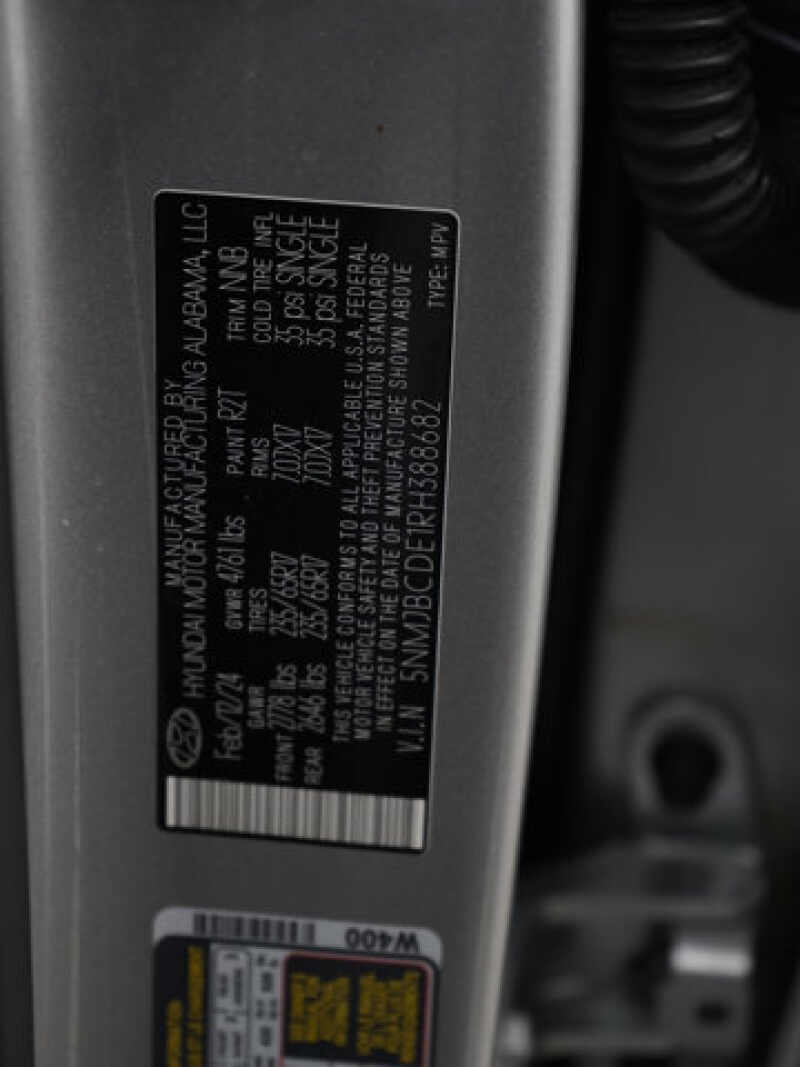 MANUFACTURED BY
HYUNDAI MOTOR MANUFACTURING ALABAMA, LLC
Feb/12/24 GVWR 4761 lbs PAINT R2T TRIM NNB
GAWR TIRES RIMS COLD TIRE INFL
FRONT 2778 lbs 235/65R17 7.0JX17 35 psi SINGLE
REAR 2646 lbs 235/65R17 7.0JX17 35 psi SINGLE
THIS VEHICLE CONFORMS TO ALL APPLICABLE U.S.A. FEDERAL
MOTOR VEHICLE SAFETY AND THEFT PREVENTION STANDARDS
IN EFFECT ON THE DATE OF MANUFACTURE SHOWN ABOVE
V.I.N 5NMJBCDE1RH388682
TYPE: MPV
W400